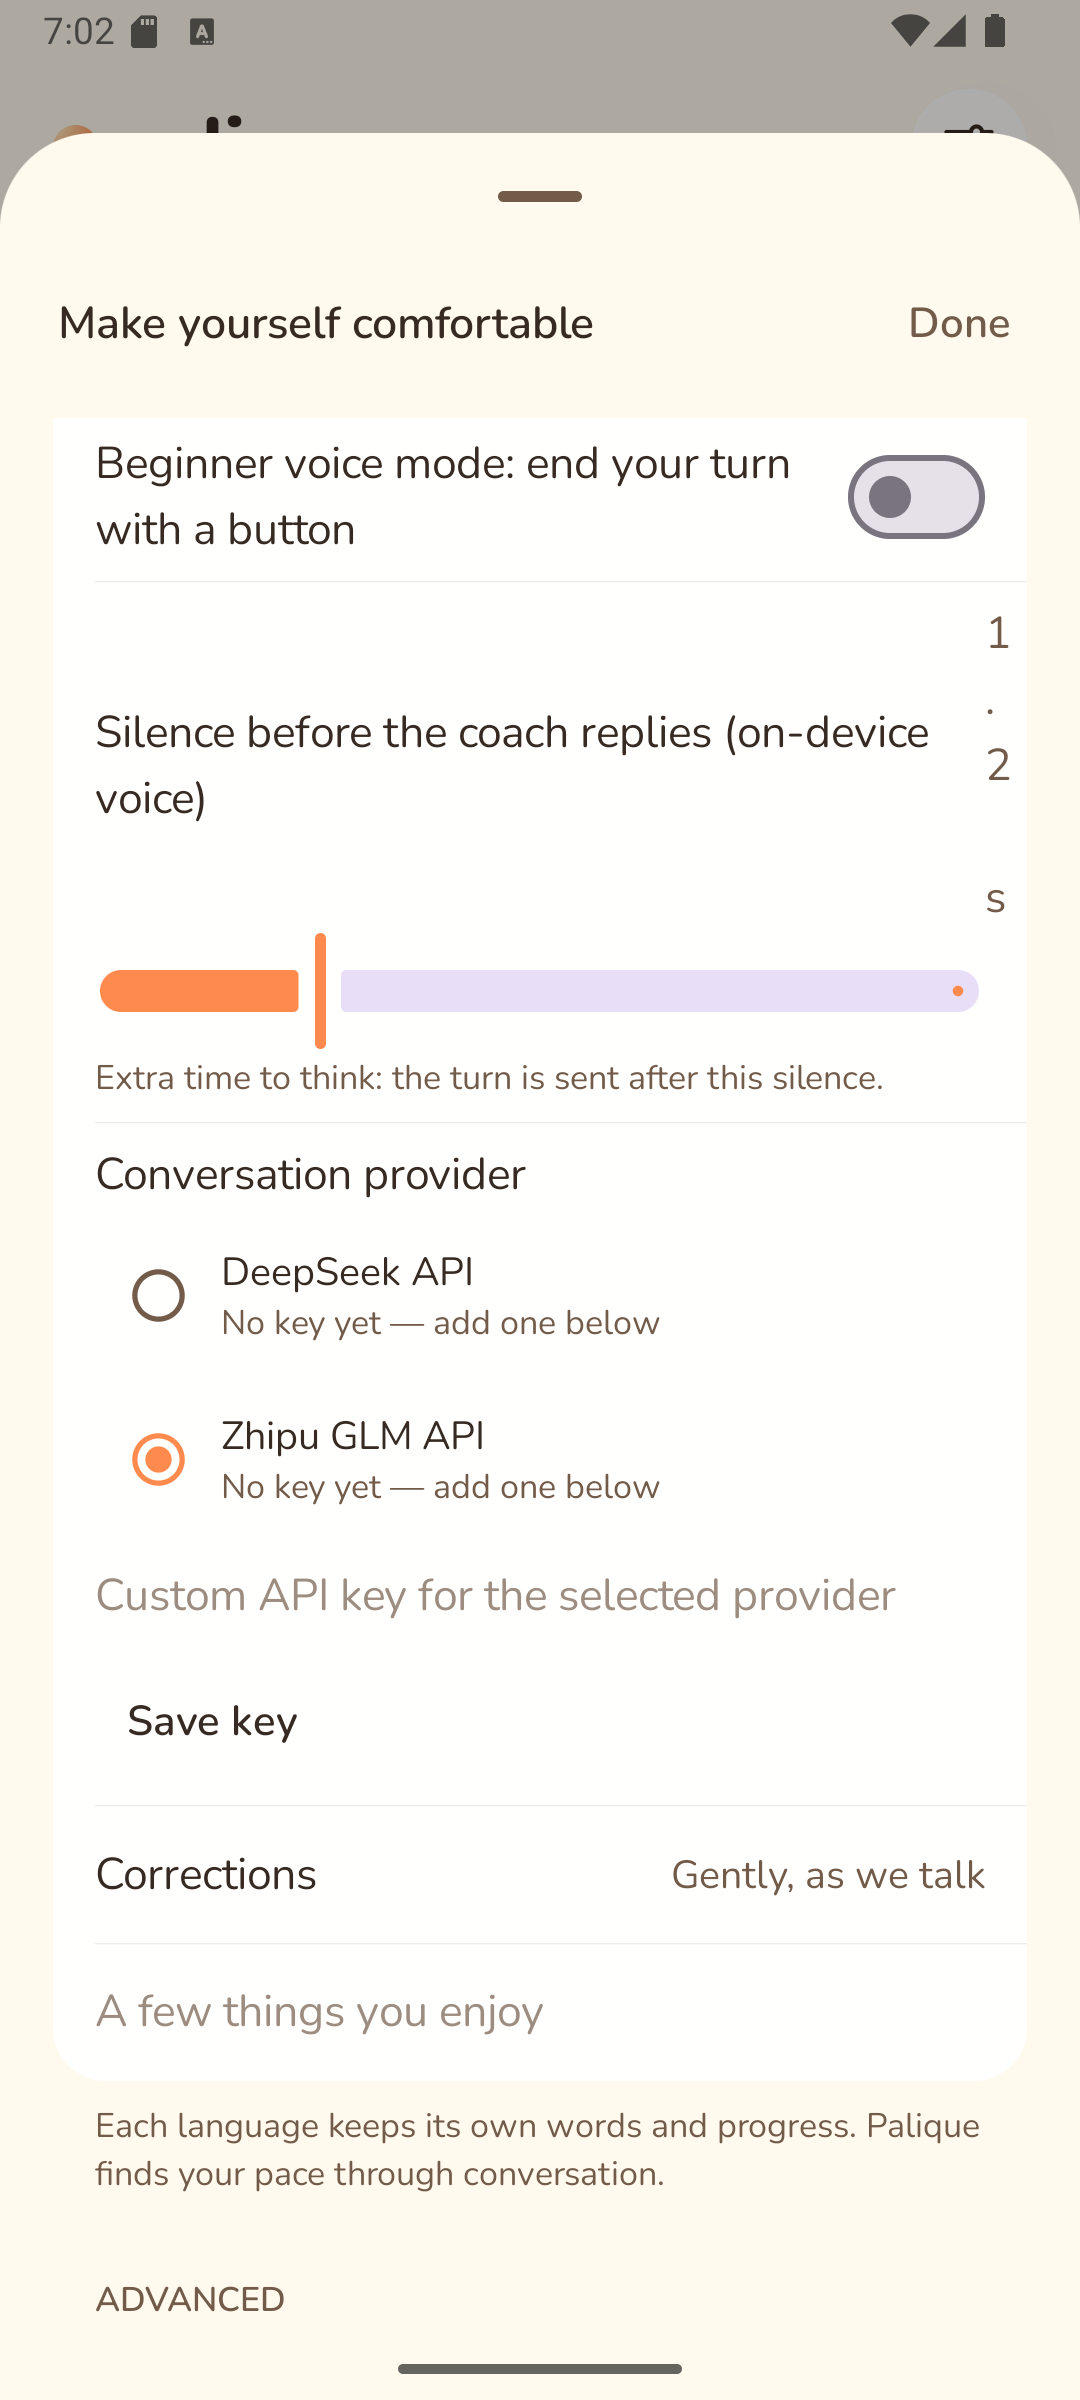 7:02
Make yourself comfortable
Done
Beginner voice mode: end your turn
with a button
Silence before the coach replies (on-device
voice)
1
.
2
s
Extra time to think: the turn is sent after this silence.
Conversation provider
DeepSeek API
No key yet — add one below
Zhipu GLM API
No key yet — add one below
Custom API key for the selected provider
Save key
Corrections
Gently, as we talk
A few things you enjoy
Each language keeps its own words and progress. Palique
finds your pace through conversation.
ADVANCED